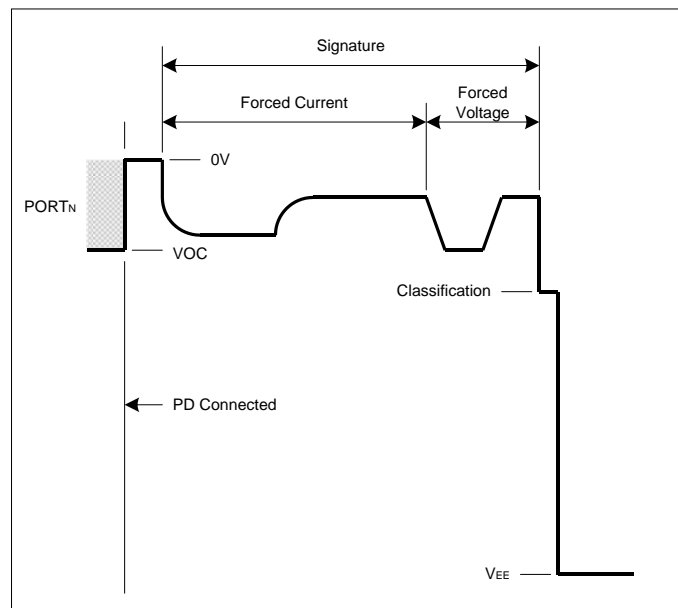 Signature
Forced Current
Forced
Voltage
0V
PORTN
VOC
Classification
PD Connected
VEE